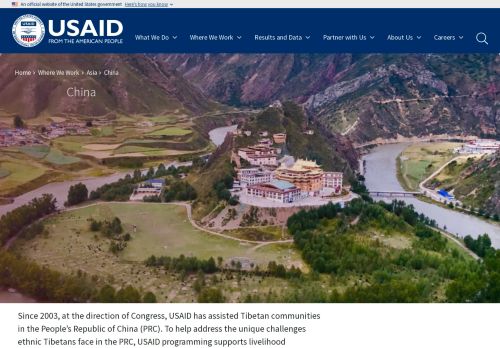 An official website of the United States government Here's how you know
USAID
FROM THE AMERICAN PEOPLE
What We Do
Where We Work
Results and Data
Partner with Us
About Us
Careers
Home › Where We Work › Asia › China
China
Since 2003, at the direction of Congress, USAID has assisted Tibetan communities
in the People's Republic of China (PRC). To help address the unique challenges
ethnic Tibetans face in the PRC, USAID programming supports livelihood